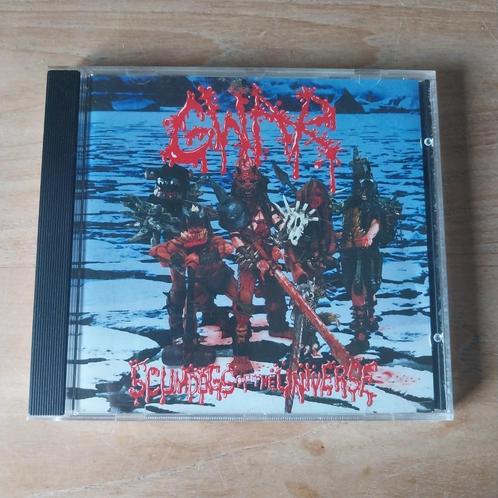 GWAR
SCUMDOGS OF THE UNIVERSE